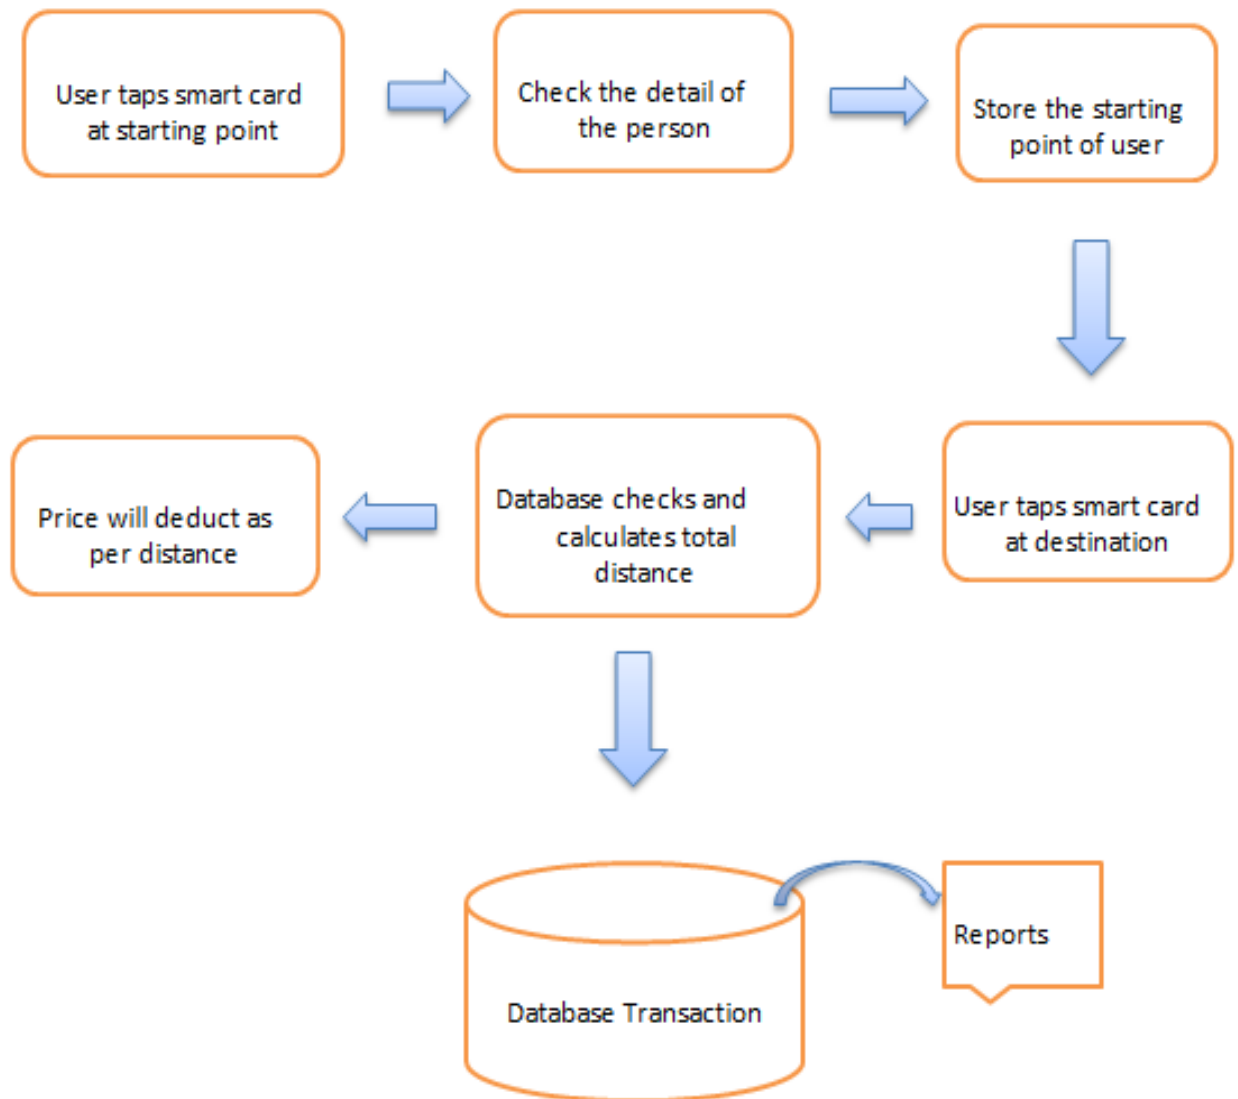 User taps smart card
at starting point
Check the detail of
the person
Store the starting
point of user
Price will deduct as
per distance
Database checks and
calculates total
distance
User taps smart card
at destination
Reports
Database Transaction